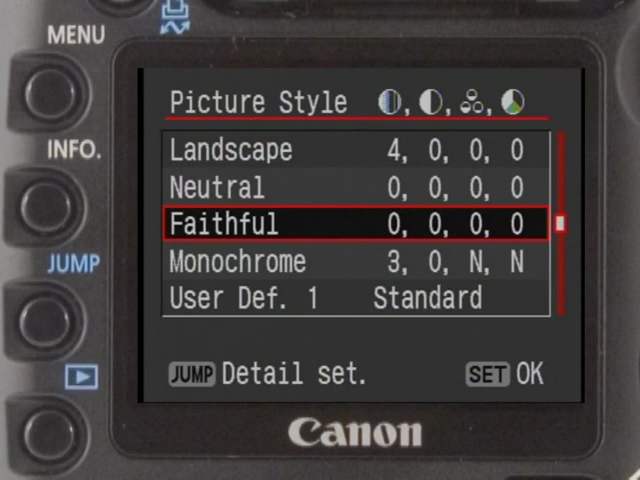 MENU
Picture Style
Landscape 4, 0, 0, 0
INFO.
Neutral 0, 0, 0, 0
Faithful 0, 0, 0, 0
JUMP
Monochrome 3, 0, N, N
User Def. 1 Standard
JUMP Detail set. SET OK
Canon